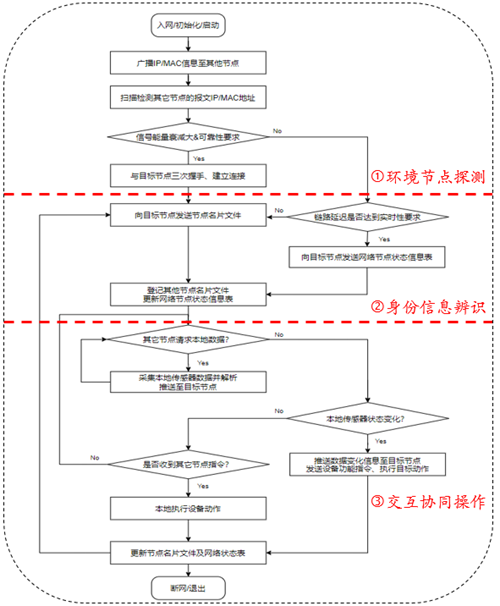 入网/初始化/启动
广播IP/MAC信息至其他节点
扫描检测其它节点的报文IP/MAC地址
信号能量衰减大&可靠性要求
No
Yes
与目标节点三次握手、建立连接
①环境节点探测
向目标节点发送节点名片文件
No
链路延迟是否达到实时性要求
Yes
向目标节点发送网络节点状态信息表
登记其他节点名片文件
更新网络节点状态信息表
②身份信息辨识
其它节点请求本地数据?
No
Yes
采集本地传感器数据并解析
推送至目标节点
No
本地传感器状态变化?
Yes
No
是否收到其它节点指令?
推送数据变化信息至目标节点
发送设备功能指令、执行目标动作
Yes
本地执行设备动作
③交互协同操作
更新节点名片文件及网络状态表
断网/退出